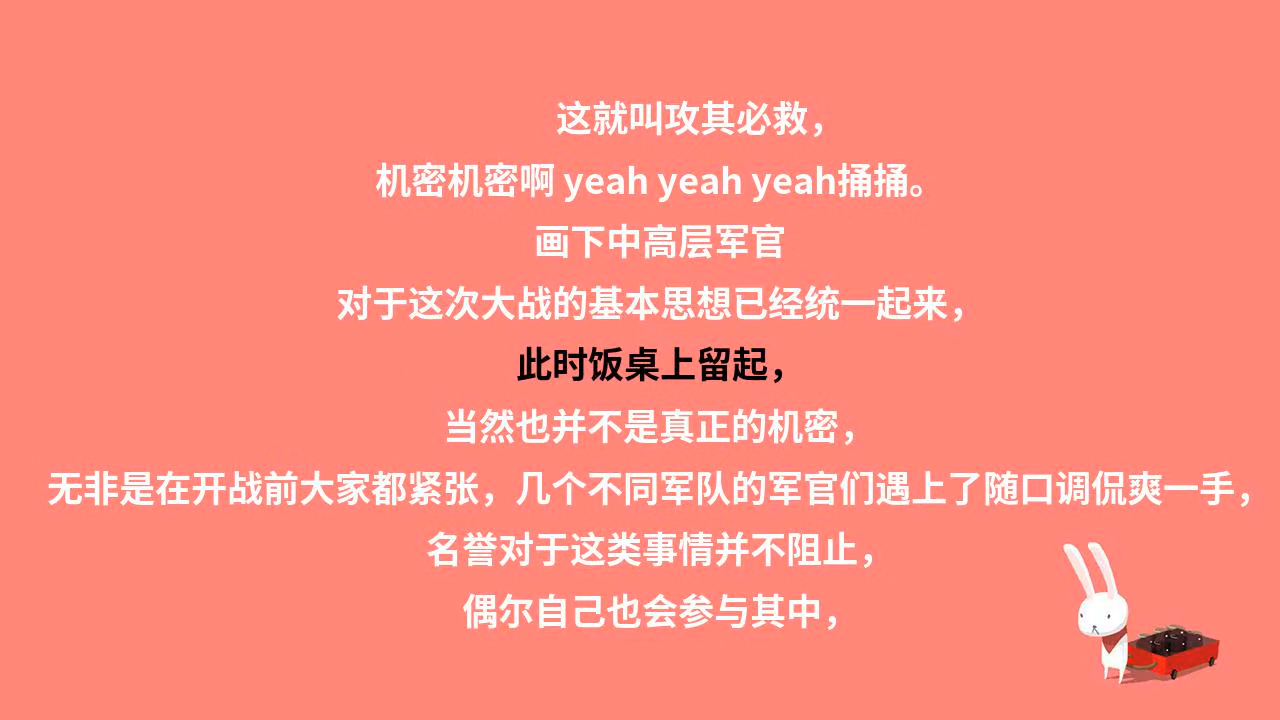 这就叫攻其必救，
机密机密啊 yeah yeah yeah捅捅。
画下中高层军官
对于这次大战的基本思想已经统一起来，
此时饭桌上留起，
当然也并不是真正的机密，
无非是在开战前大家都紧张，几个不同军队的军官们遇上了随口调侃爽一手，
名誉对于这类事情并不阻止，
偶尔自己也会参与其中，